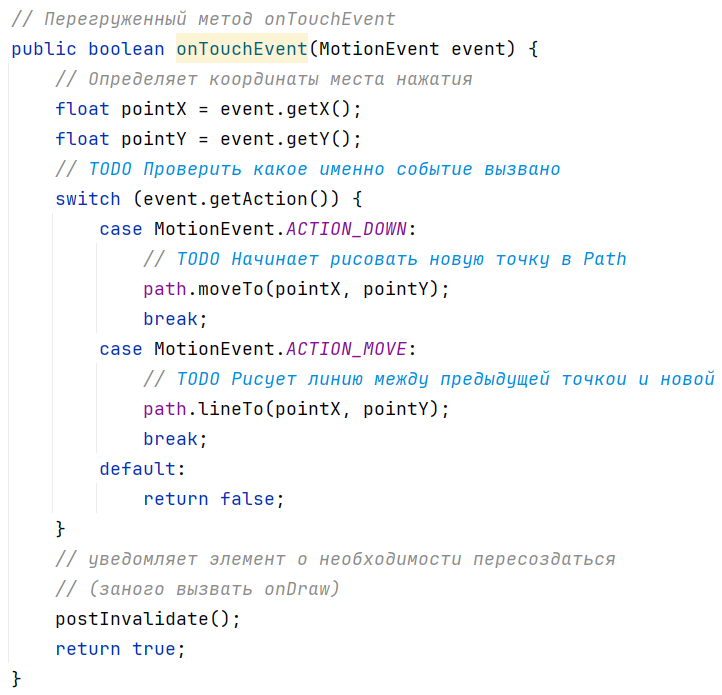 // Перегруженный метод onTouchEvent
public boolean onTouchEvent(MotionEvent event) {
// Определяет координаты места нажатия
float pointX = event.getX();
float pointY = event.getY();
// TODO Проверить какое именно событие вызвано
switch (event.getAction()) {
case MotionEvent.ACTION_DOWN:
// TODO Начинает рисовать новую точку в Path
path.moveTo(pointX, pointY);
break;
case MotionEvent.ACTION_MOVE:
// TODO Рисует линию между предыдущей точкои и новой
path.lineTo(pointX, pointY);
break;
default:
return false;
}
// уведомляет элемент о необходимости пересоздаться
// (заного вызвать onDraw)
postInvalidate();
return true;
}